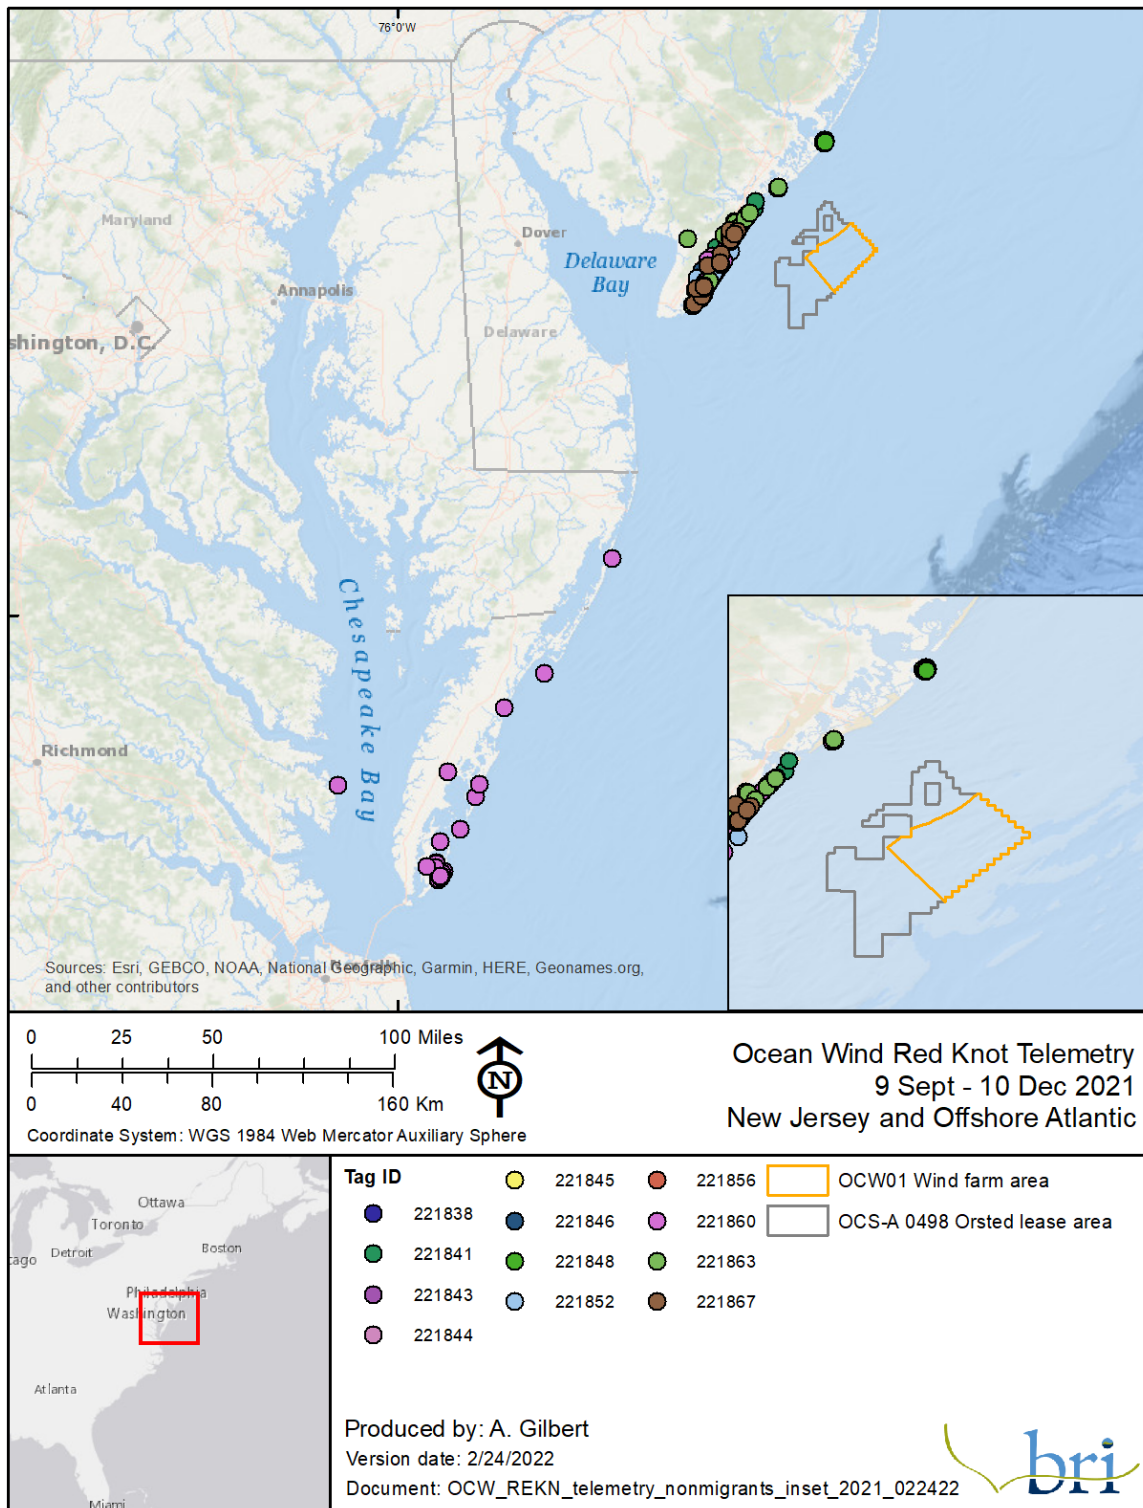 76°0'W
Maryland
Dover
Delaware
Bay
Annapolis
Delaware
shington, D.C.
Chesapeake Bay
Richmond
Norfolk
Sources: Esri, GEBCO, NOAA, National Geographic, Garmin, HERE, Geonames.org,
and other contributors
0 25 50 100 Miles
0 40 80 160 Km
N
Coordinate System: WGS 1984 Web Mercator Auxiliary Sphere
Ocean Wind Red Knot Telemetry
9 Sept - 10 Dec 2021
New Jersey and Offshore Atlantic
Ottawa
Toronto
Boston
Detroit
cago
Philadelphia
Washington
Atlanta
Miami
Tag ID
221838
221841
221843
221844
221845
221846
221848
221852
221856
221860
221863
221867
OCW01 Wind farm area
OCS-A 0498 Orsted lease area
Produced by: A. Gilbert
Version date: 2/24/2022
Document: OCW_REKN_telemetry_nonmigrants_inset_2021_022422
bri